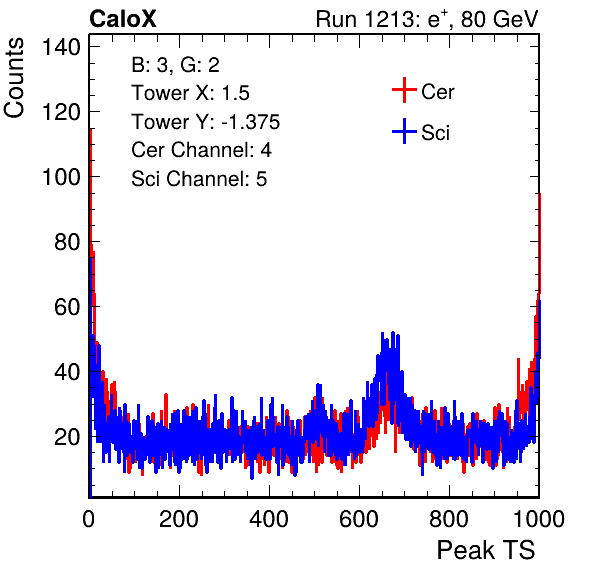 CaloX
Run 1213: e+, 80 GeV
Counts
140
120
100
80
60
40
20
B: 3, G: 2
Tower X: 1.5
Tower Y: -1.375
Cer Channel: 4
Sci Channel: 5
Cer
Sci
0 200 400 600 800 1000
Peak TS